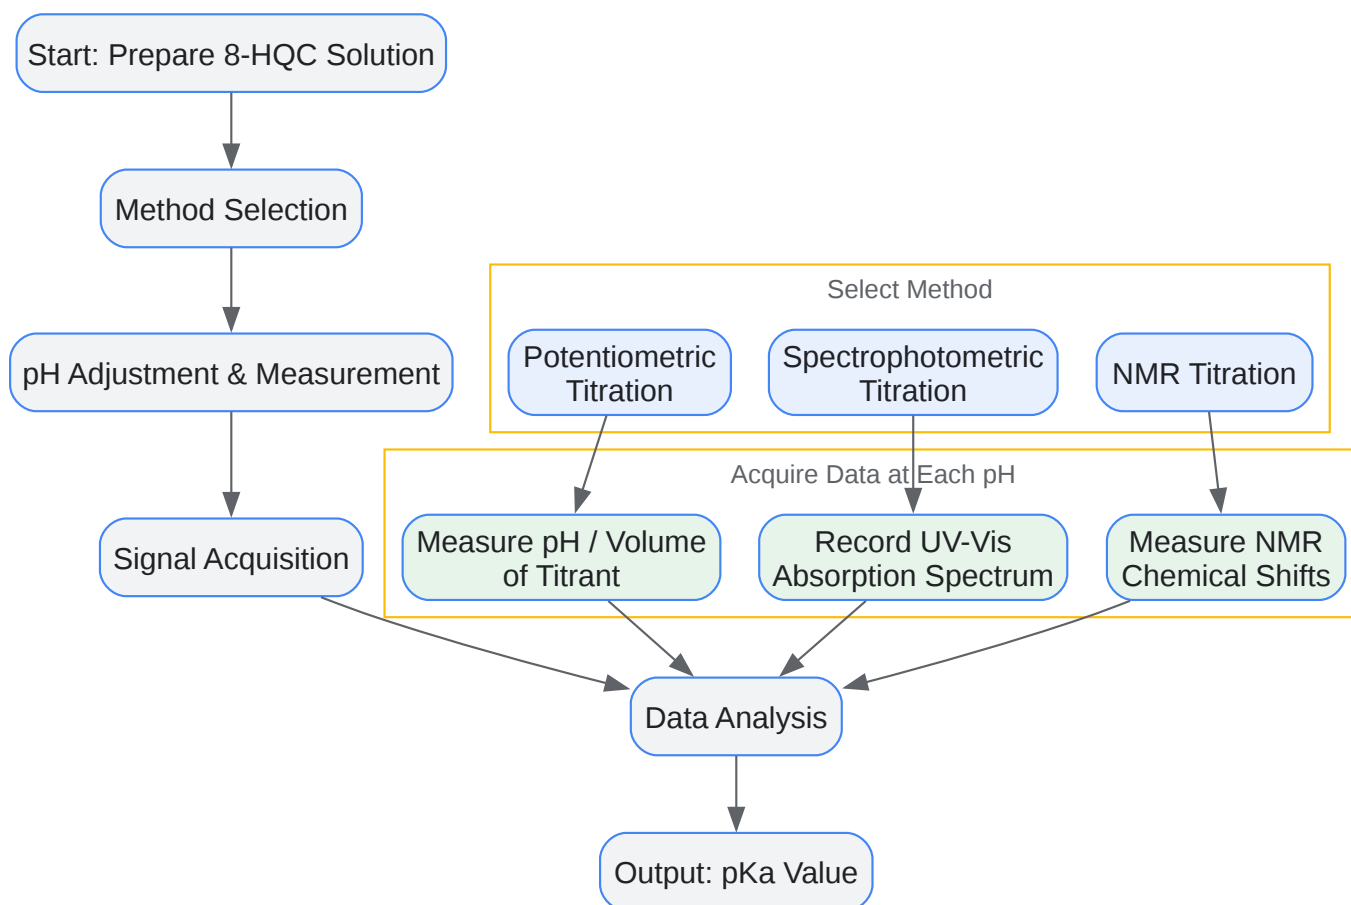 Start: Prepare 8-HQC Solution
Method Selection
pH Adjustment & Measurement
Signal Acquisition
Select Method
Potentiometric
Titration
Spectrophotometric
Titration
NMR Titration
Acquire Data at Each pH
Measure pH / Volume
of Titrant
Record UV-Vis
Absorption Spectrum
Measure NMR
Chemical Shifts
Data Analysis
Output: pKa Value